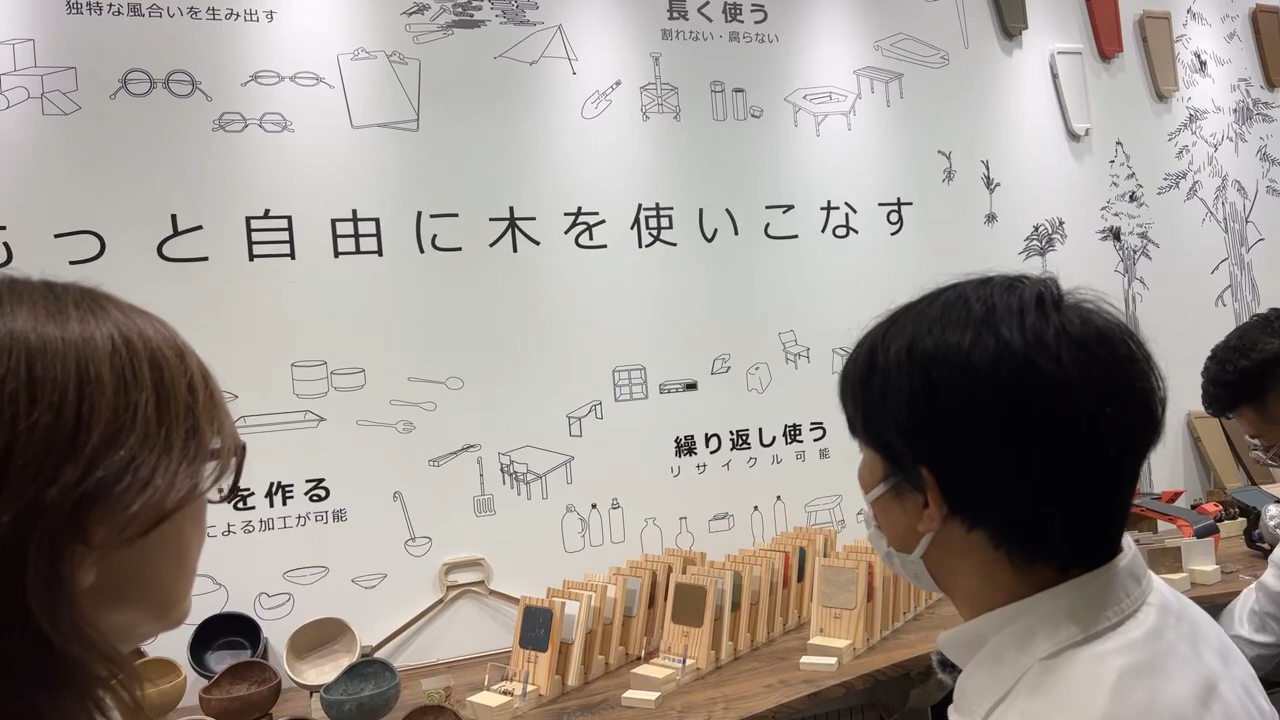 独特な風合いを生み出す
長く使う
割れない・腐らない
もっと自由に木を使いこなす
繰り返し使う
リサイクル可能
を作る
による加工が可能